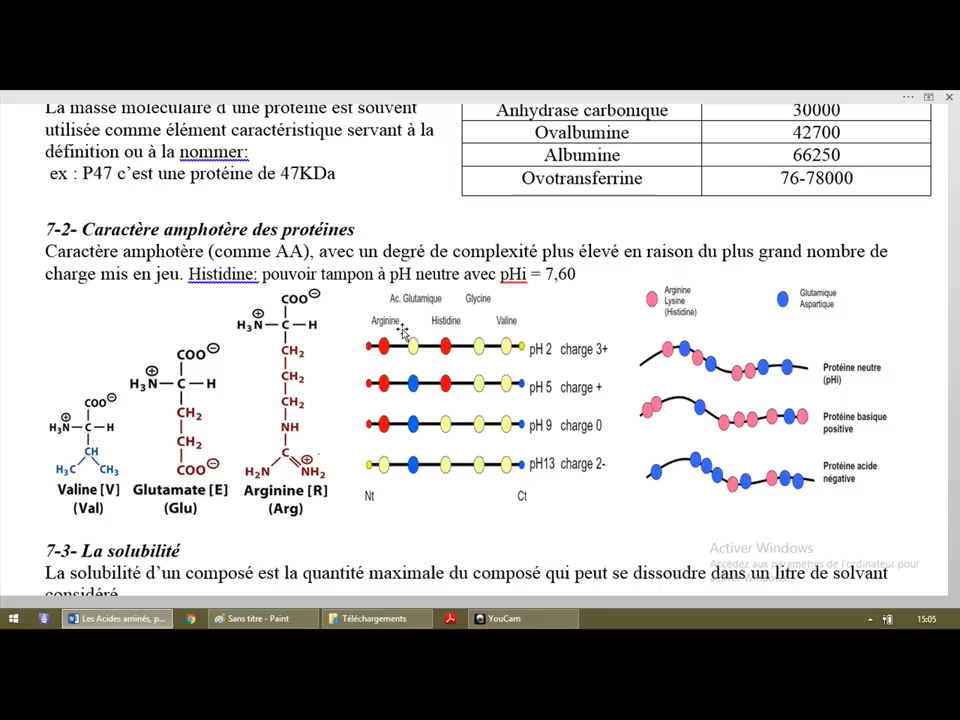 La masse moléculaire d'une protéine est souvent
utilisée comme élément caractéristique servant à la
définition ou à la nommer:
ex : P47 c'est une protéine de 47KDa
Anhydrase carbonique 30000
Ovalbumine 42700
Albumine 66250
Ovotransferrine 76-78000
7-2- Caractère amphotère des protéines
Caractère amphotère (comme AA), avec un degré de complexité plus élevé en raison du plus grand nombre de
charge mis en jeu. Histidine: pouvoir tampon à pH neutre avec pHi = 7,60
COO⊖
H₃N⊕ — C — H
CH
H₃C CH₃
Valine [V]
(Val)
COO⊖
H₃N⊕ — C — H
CH₂
CH₂
COO⊖
Glutamate [E]
(Glu)
COO⊖
H₃N⊕ — C — H
CH₂
CH₂
CH₂
NH
C
H₂N NH₂⊕
Arginine [R]
(Arg)
Ac. Glutamique Glycine
Arginine Histidine Valine
pH 2 charge 3+
pH 5 charge +
pH 9 charge 0
pH13 charge 2-
Nt Ct
Arginine
Lysine
(Histidine)
Glutamique
Aspartique
Protéine neutre
(pHi)
Protéine basique
positive
Protéine acide
négative
7-3- La solubilité
La solubilité d'un composé est la quantité maximale du composé qui peut se dissoudre dans un litre de solvant
considéré
Activer Windows
Accédez aux paramètres de l'ordinateur pour
Les Acides aminés, p...
Sans titre - Paint
Téléchargements
YouCam
15:05